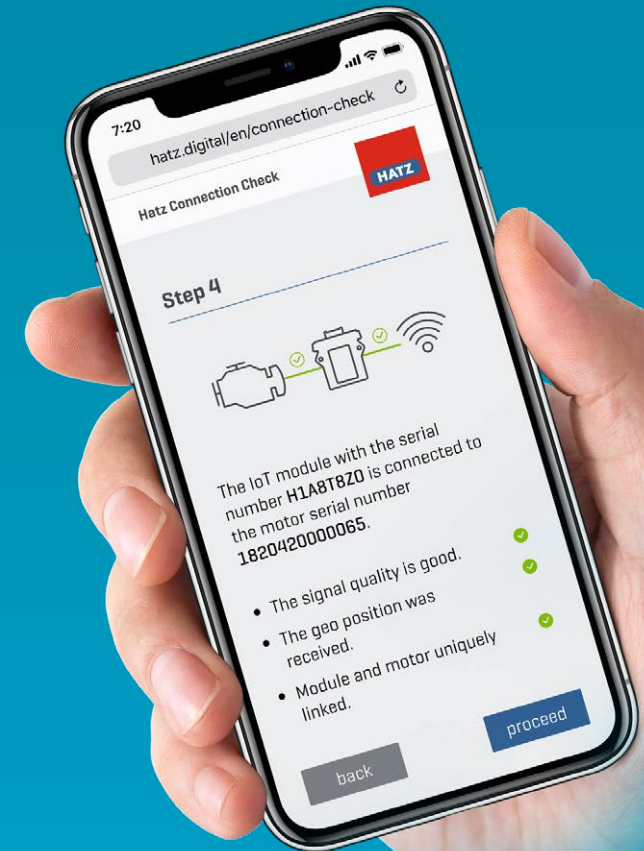 7:20
hatz.digital/en/connection-check
Hatz Connection Check
HATZ
Step 4
The IoT module with the serial
number H1A8T8Z0 is connected to
the motor serial number
1820420000065.
• The signal quality is good.
• The geo position was
received.
• Module and motor uniquely
linked.
back
proceed